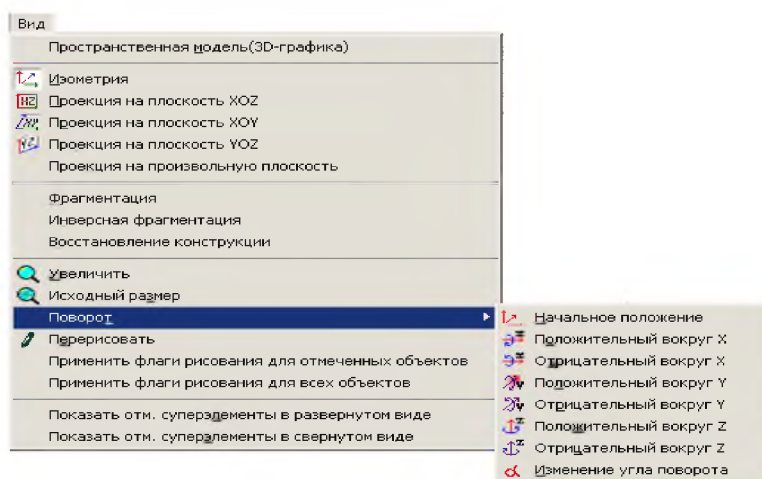 Вид
Пространственная модель(3D-графика)
Изометрия
Проекция на плоскость XOZ
Проекция на плоскость XOY
Проекция на плоскость YOZ
Проекция на произвольную плоскость
Фрагментация
Инверсная фрагментация
Восстановление конструкции
Увеличить
Исходный размер
Поворот
Перерисовать
Применить флаги рисования для отмеченных объектов
Применить флаги рисования для всех объектов
Показать отм. суперэлементы в развернутом виде
Показать отм. суперэлементы в свернутом виде
Начальное положение
Положительный вокруг X
Отрицательный вокруг X
Положительный вокруг Y
Отрицательный вокруг Y
Положительный вокруг Z
Отрицательный вокруг Z
Изменение угла поворота